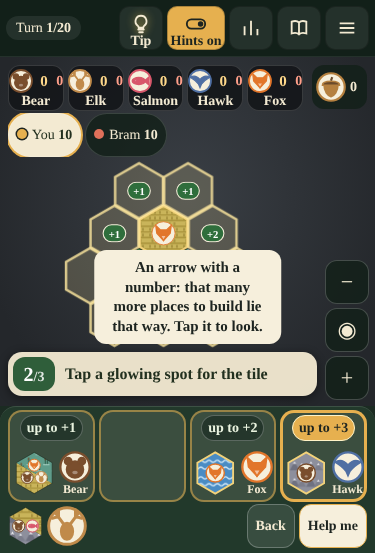 Turn 1/20
Tip
Hints on
0 0
Bear
0 0
Elk
0 0
Salmon
0 0
Hawk
0 0
Fox
0
You 10
Bram 10
+1
+1
+1
+2
An arrow with a
number: that many
more places to build lie
that way. Tap it to look.
−
+
2/3
Tap a glowing spot for the tile
up to +1
Bear
up to +2
Fox
up to +3
Hawk
Back
Help me